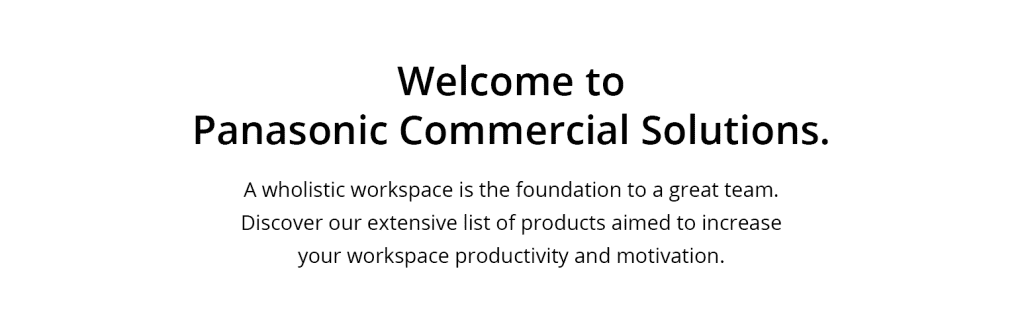 Welcome to
Panasonic Commercial Solutions.
A wholistic workspace is the foundation to a great team.
Discover our extensive list of products aimed to increase
your workspace productivity and motivation.